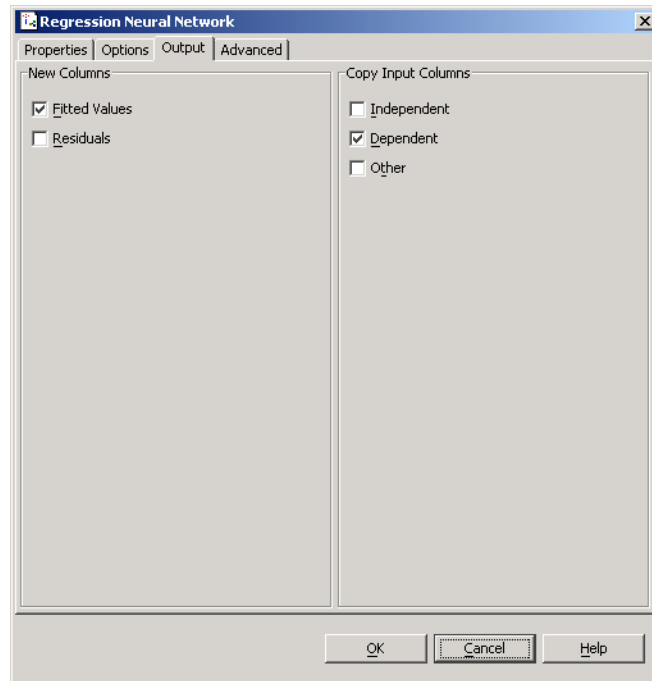 Regression Neural Network
Properties Options Output Advanced
New Columns
Fitted Values
Residuals
Copy Input Columns
Independent
Dependent
Other
OK Cancel Help